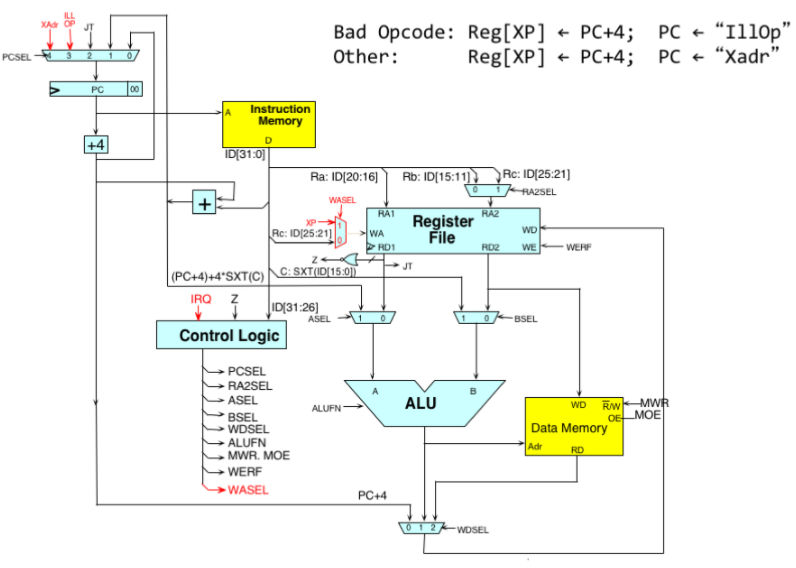 Bad Opcode: Reg[XP] ← PC+4; PC ← “IllOp”
Other: Reg[XP] ← PC+4; PC ← “Xadr”
XAdr
ILL
OP
JT
PCSEL
4 3 2 1 0
PC
00
+4
A
Instruction
Memory
D
ID[31:0]
Ra: ID[20:16]
Rb: ID[15:11]
Rc: ID[25:21]
0 1
RA2SEL
+
WASEL
XP
1
0
Rc: ID[25:21]
RA1
RA2
Register
File
WA
WD
RD1
RD2
WE
WERF
Z
JT
C: SXT(ID[15:0])
(PC+4)+4*SXT(C)
IRQ
Z
ID[31:26]
ASEL
1 0
1 0
BSEL
Control Logic
PCSEL
RA2SEL
ASEL
BSEL
WDSEL
ALUFN
MWR. MOE
WERF
WASEL
A
B
ALU
ALUFN
WD
R/W
MWR
OE
MOE
Data Memory
Adr
RD
PC+4
0 1 2
WDSEL